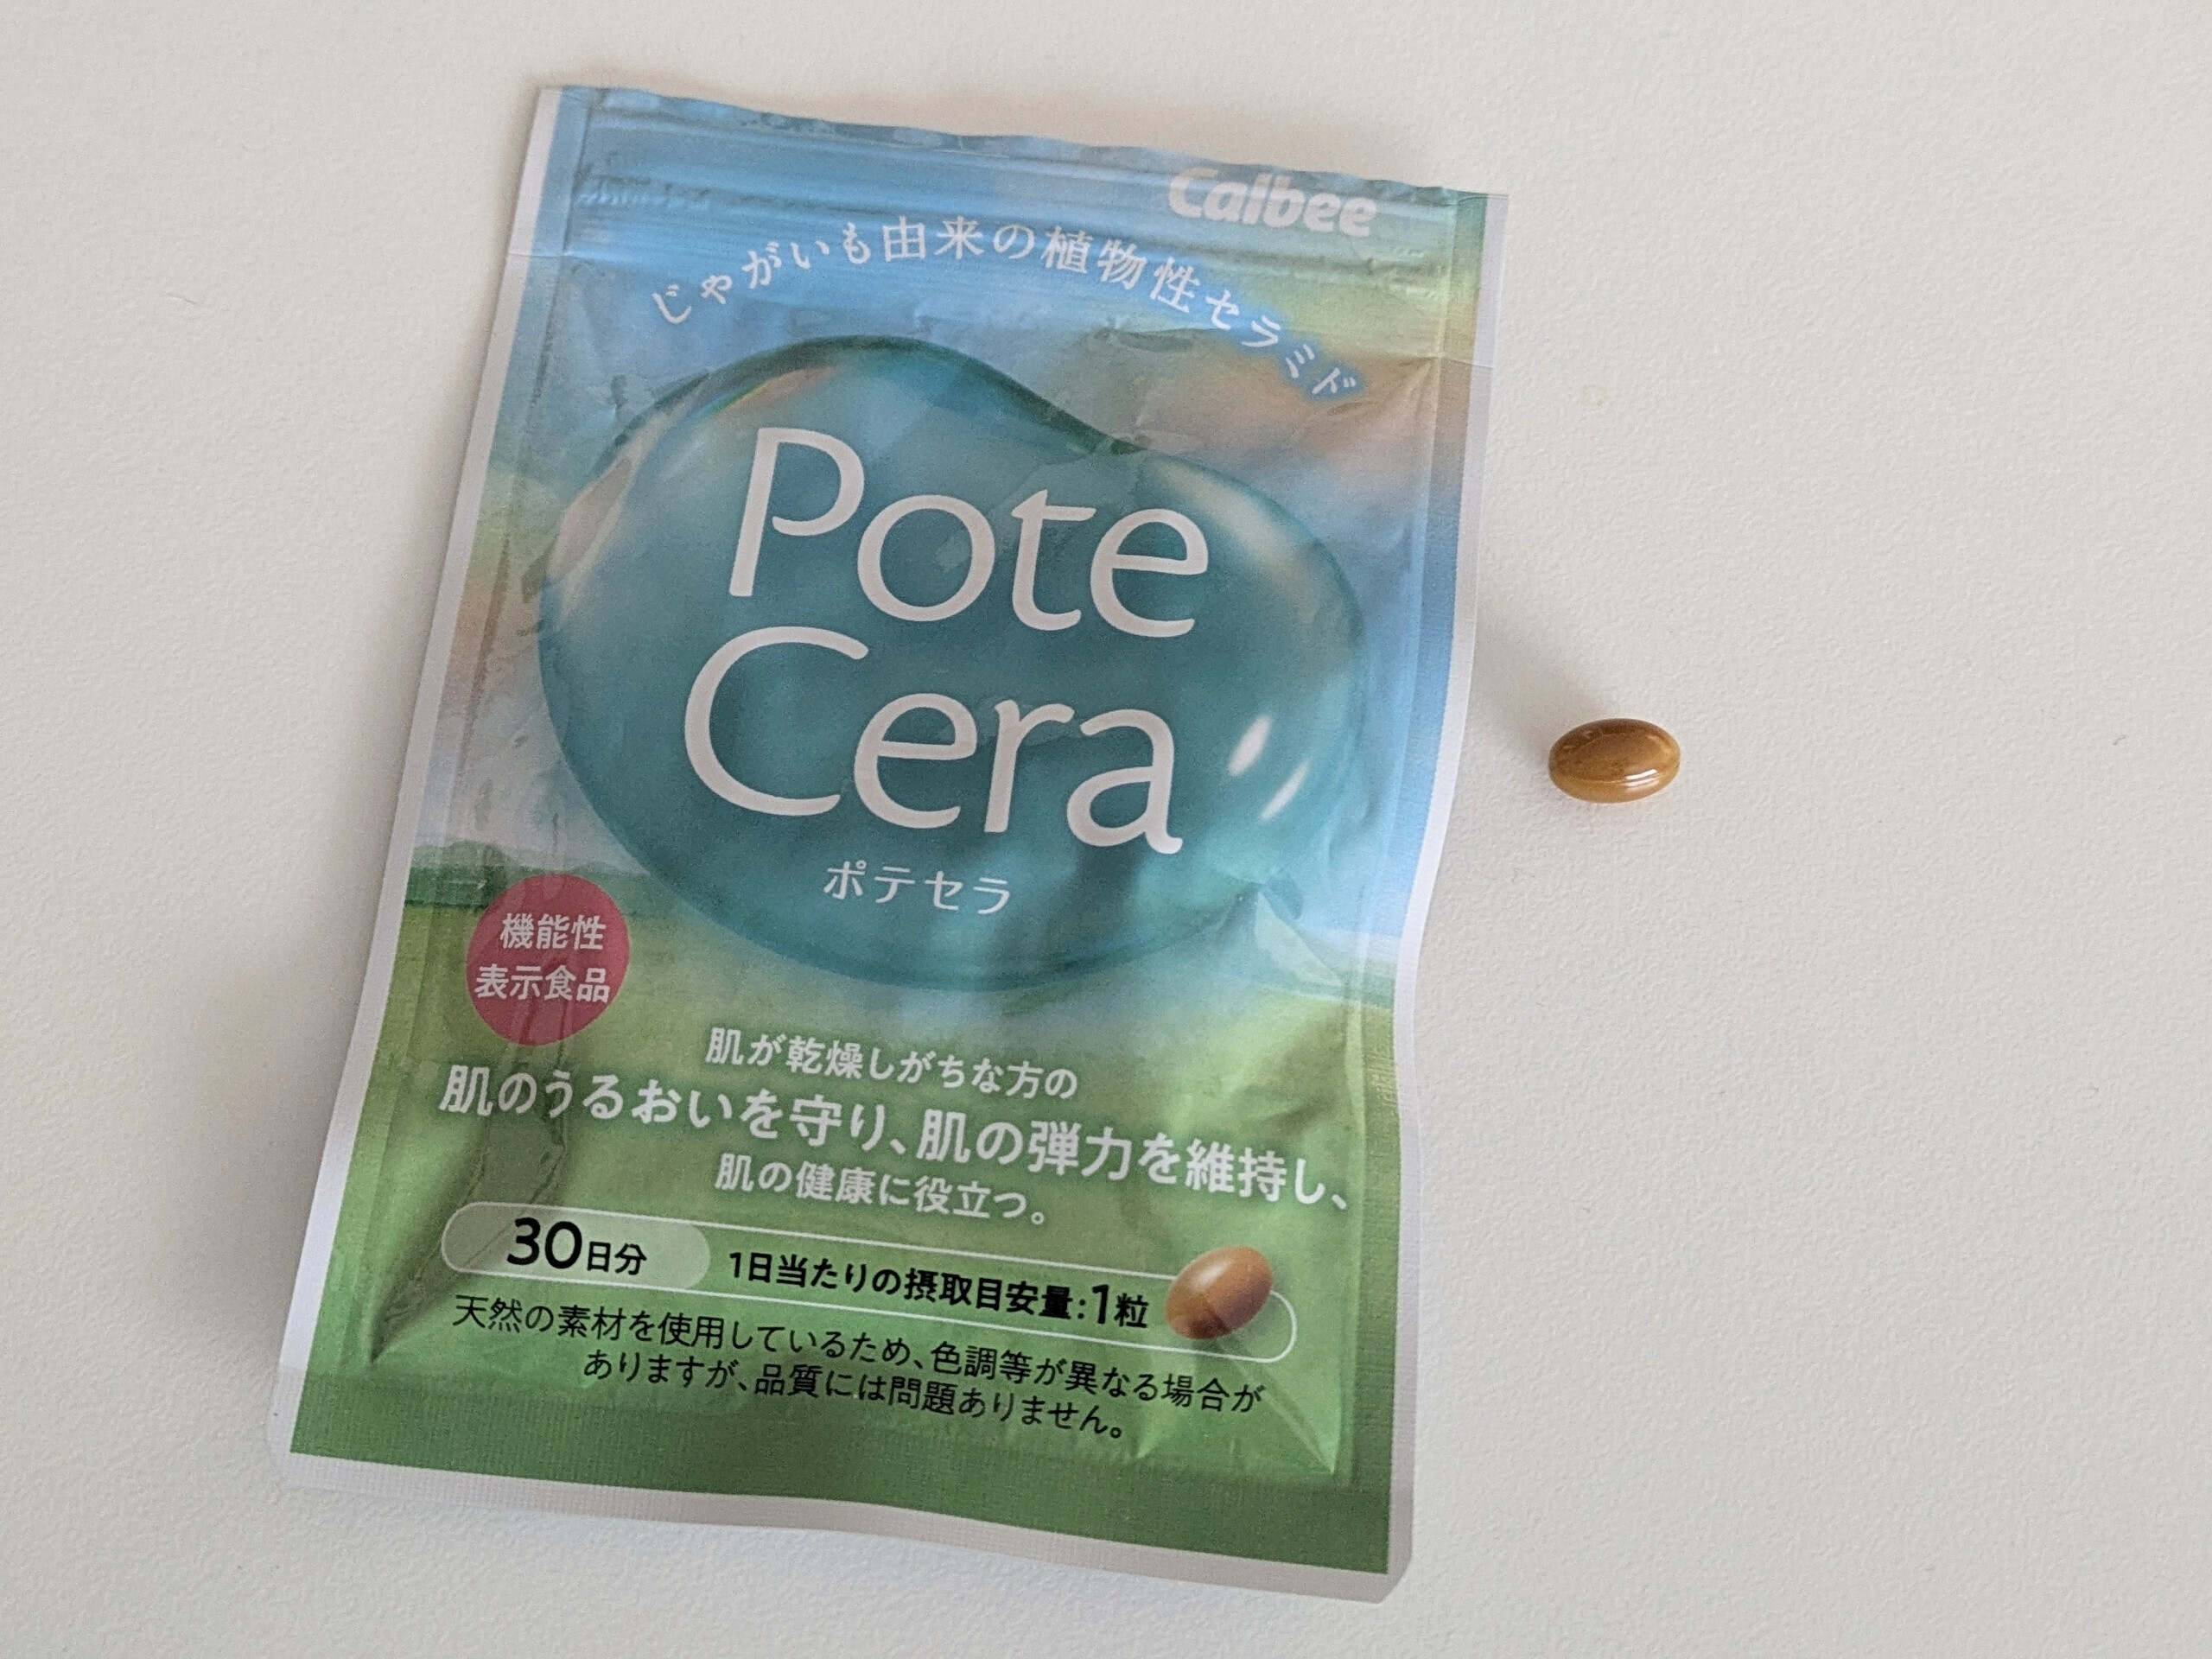 Calbee
じゃがいも由来の植物性セラミド
Pote
Cera
ポテセラ
機能性
表示食品
肌が乾燥しがちな方の
肌のうるおいを守り、肌の弾力を維持し、
肌の健康に役立つ。
30日分
1日当たりの摂取目安量:1粒
天然の素材を使用しているため、色調等が異なる場合が
ありますが、品質には問題ありません。